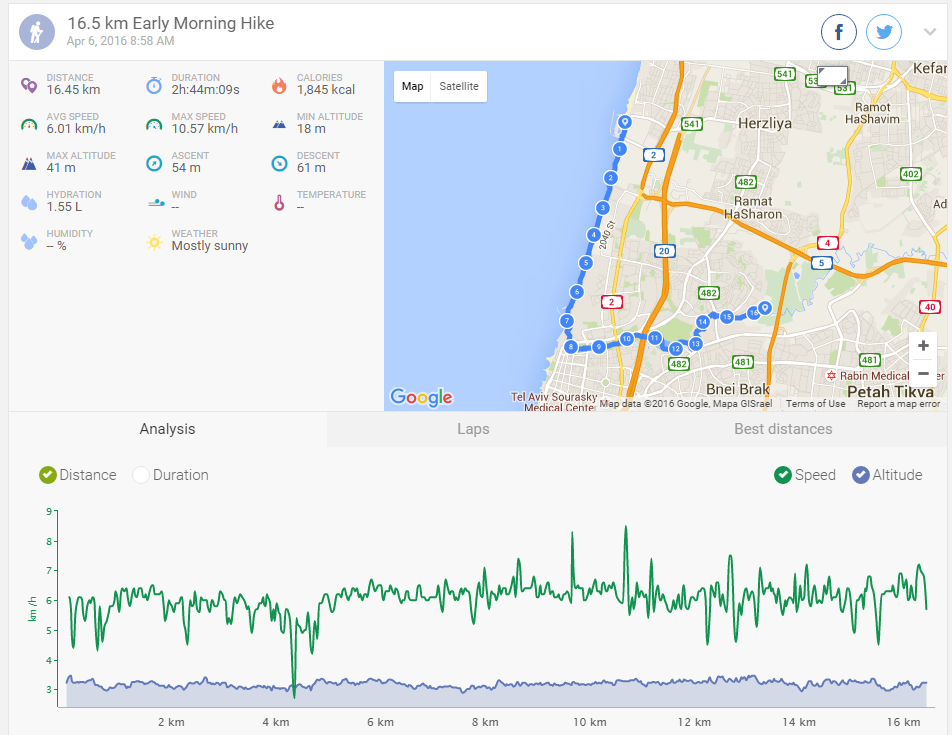 16.5 km Early Morning Hike
Apr 6, 2016 8:58 AM
DISTANCE
16.45 km
DURATION
2h:44m:09s
CALORIES
1,845 kcal
AVG SPEED
6.01 km/h
MAX SPEED
10.57 km/h
MIN ALTITUDE
18 m
MAX ALTITUDE
41 m
ASCENT
54 m
DESCENT
61 m
HYDRATION
1.55 L
WIND
--
TEMPERATURE
--
HUMIDITY
-- %
WEATHER
Mostly sunny
Map
Satellite
541
531
Kefar
Ramot
HaShavim
541
Herzliya
2
402
482
Ramat
HaSharon
Ad
1
2
3
4
5
6
7
8
9
10
11
12
13
14
15
16
2040 St
20
4
5
482
2
40
482
481
481
Rabin Medical
er
Bnei Brak
Petah Tikva
Tel Aviv Sourasky
Medical Center
+
−
Google
Map data ©2016 Google, Mapa GISrael
Terms of Use
Report a map error
Analysis
Laps
Best distances
Distance
Duration
Speed
Altitude
km/h
9
8
7
6
5
4
3
2 km
4 km
6 km
8 km
10 km
12 km
14 km
16 km